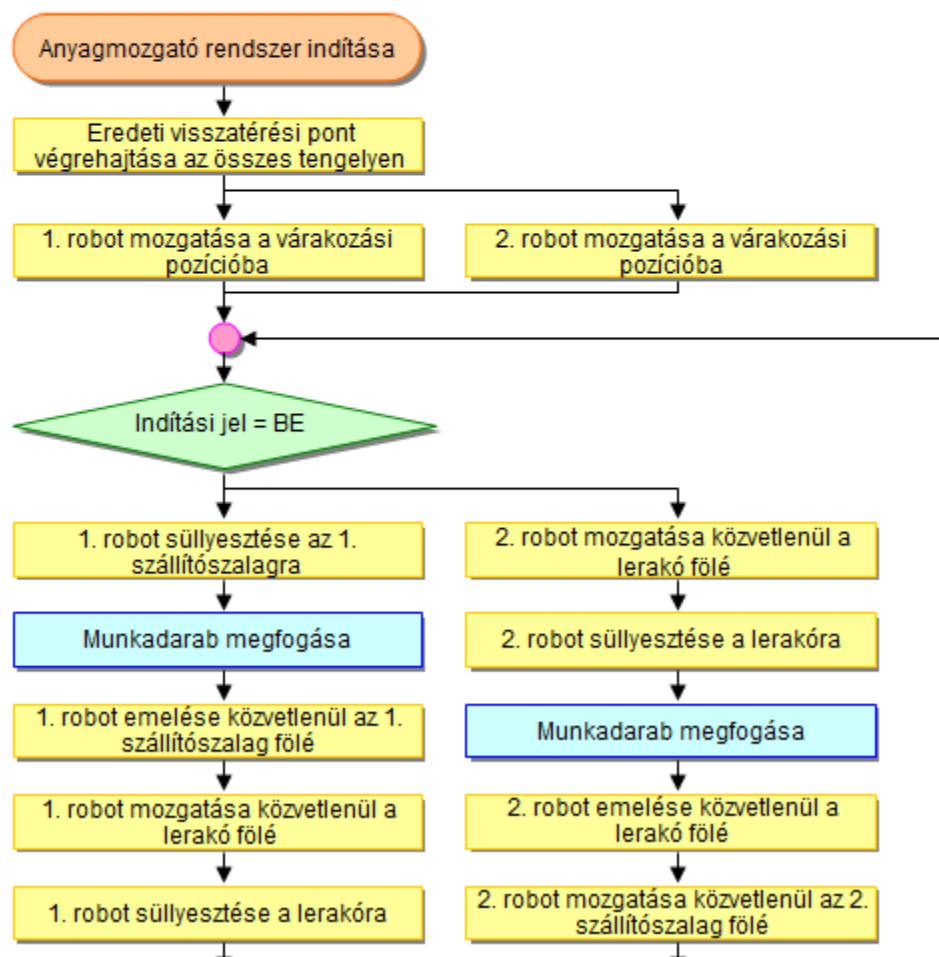 Anyagmozgató rendszer indítása
Eredeti visszatérési pont
végrehajtása az összes tengelyen
1. robot mozgatása a várakozási
pozícióba
2. robot mozgatása a várakozási
pozícióba
Indítási jel = BE
1. robot süllyesztése az 1.
szállítószalagra
2. robot mozgatása közvetlenül a
lerakó fölé
Munkadarab megfogása
2. robot süllyesztése a lerakóra
1. robot emelése közvetlenül az 1.
szállítószalag fölé
Munkadarab megfogása
1. robot mozgatása közvetlenül a
lerakó fölé
2. robot emelése közvetlenül a
lerakó fölé
1. robot süllyesztése a lerakóra
2. robot mozgatása közvetlenül az 2.
szállítószalag fölé